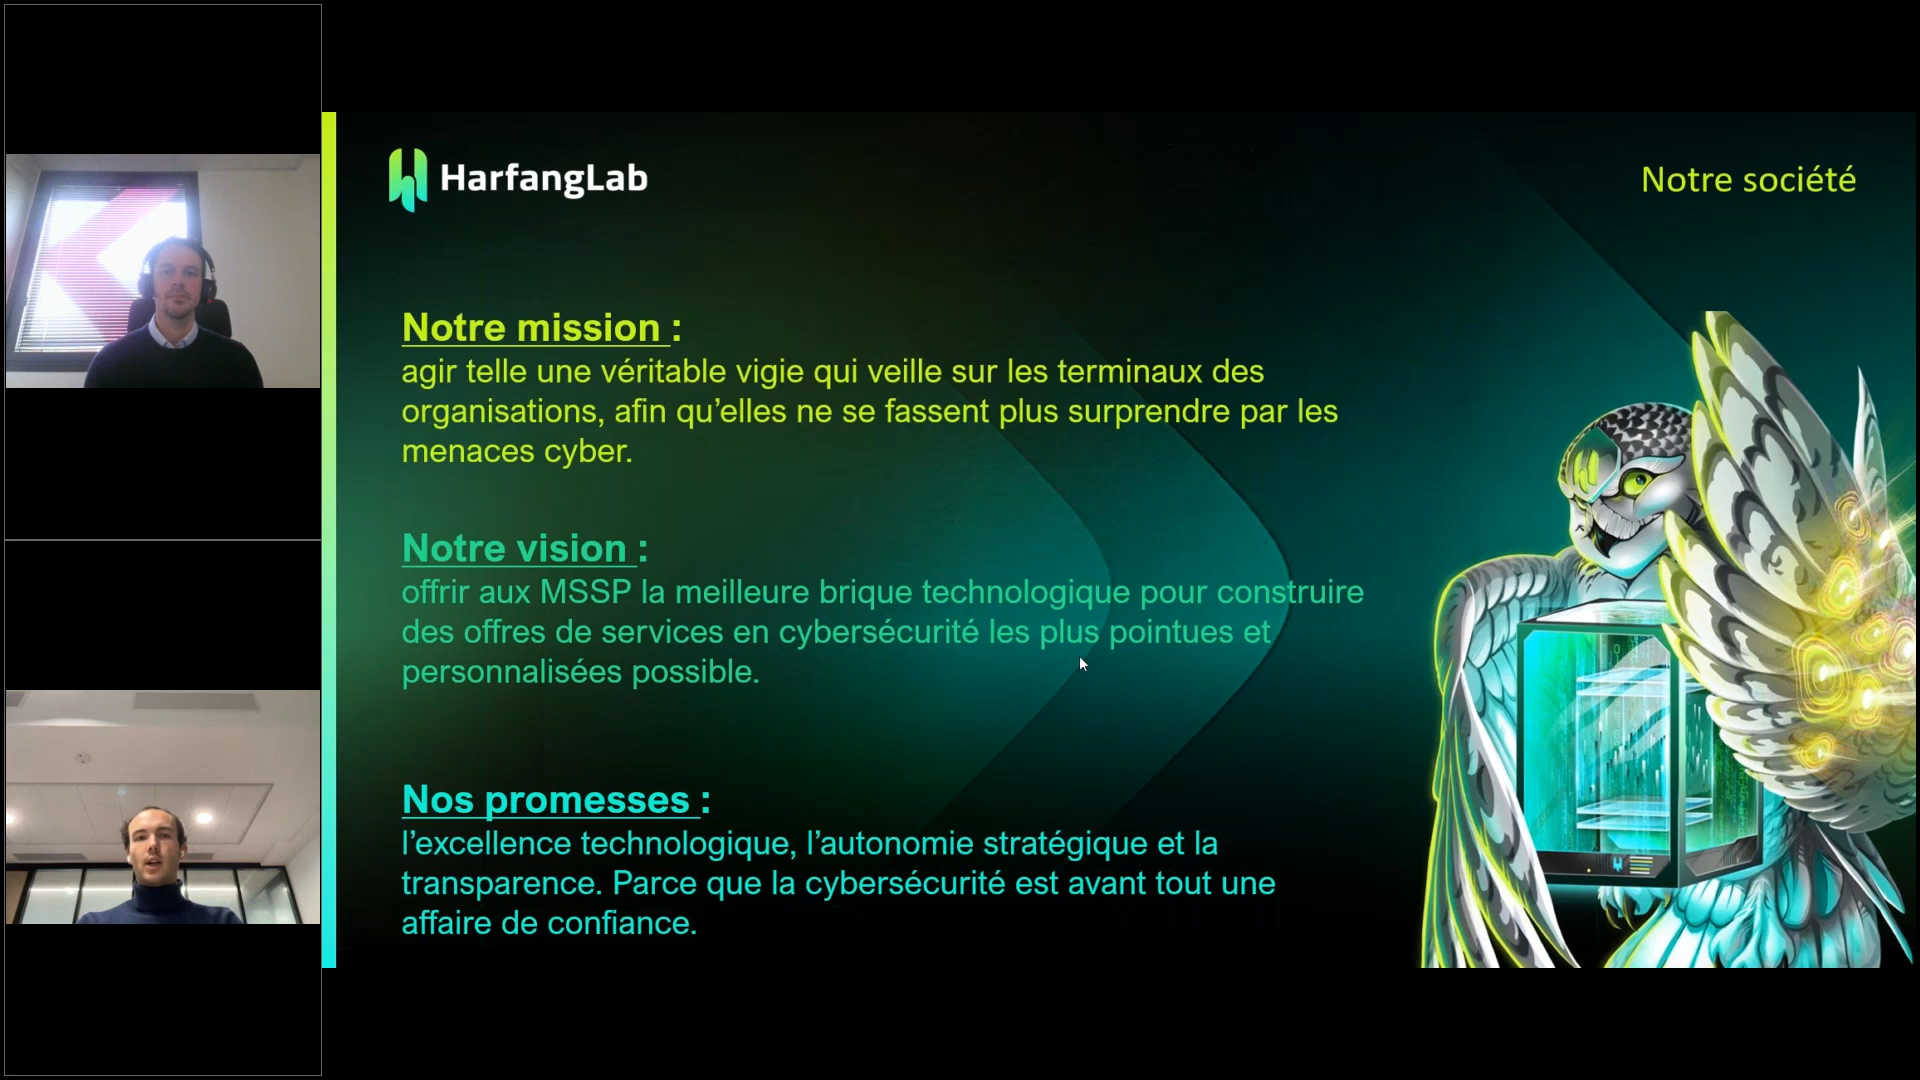 HarfangLab
Notre société
Notre mission :
agir telle une véritable vigie qui veille sur les terminaux des
organisations, afin qu’elles ne se fassent plus surprendre par les
menaces cyber.
Notre vision :
offrir aux MSSP la meilleure brique technologique pour construire
des offres de services en cybersécurité les plus pointues et
personnalisées possible.
Nos promesses :
l’excellence technologique, l’autonomie stratégique et la
transparence. Parce que la cybersécurité est avant tout une
affaire de confiance.